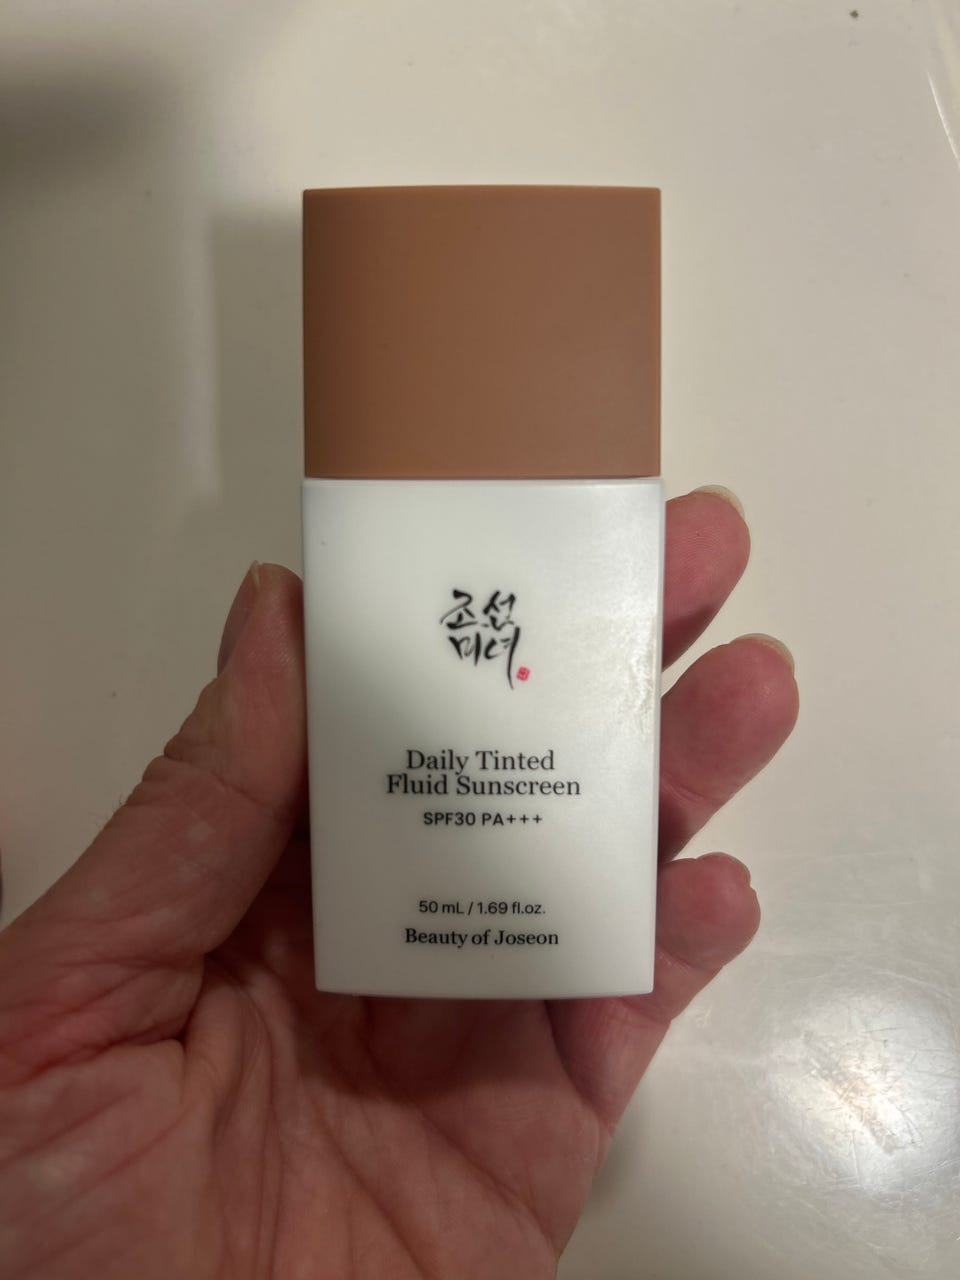 조선
미녀
Daily Tinted
Fluid Sunscreen
SPF30 PA+++
50 mL / 1.69 fl.oz.
Beauty of Joseon